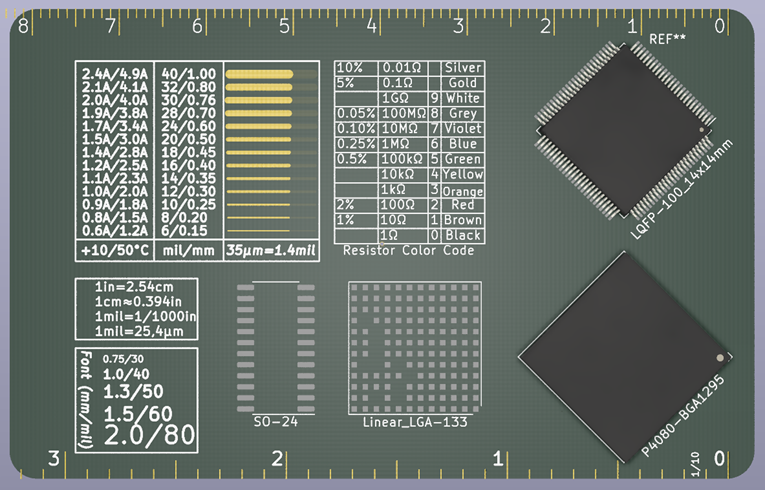 8 7 6 5 4 3 2 1 0
REF**
2.4A/4.9A 40/1.00
2.1A/4.1A 32/0.80
2.0A/4.0A 30/0.76
1.9A/3.8A 28/0.70
1.7A/3.4A 24/0.60
1.5A/3.0A 20/0.50
1.4A/2.8A 18/0.45
1.2A/2.5A 16/0.40
1.1A/2.3A 14/0.35
1.0A/2.0A 12/0.30
0.9A/1.8A 10/0.25
0.8A/1.5A 8/0.20
0.6A/1.2A 6/0.15
+10/50°C mil/mm 35µm=1.4mil
10% 0.01Ω Silver
5% 0.1Ω Gold
1GΩ 9 White
0.05% 100MΩ 8 Grey
0.10% 10MΩ 7 Violet
0.25% 1MΩ 6 Blue
0.5% 100kΩ 5 Green
10kΩ 4 Yellow
1kΩ 3 Orange
2% 100Ω 2 Red
1% 10Ω 1 Brown
1Ω 0 Black
Resistor Color Code
LQFP-100_14x14mm
1in=2.54cm
1cm≈0.394in
1mil=1/1000in
1mil=25,4µm
Font (mm/mil)
0.75/30
1.0/40
1.3/50
1.5/60
2.0/80
SO-24
Linear_LGA-133
P4080-BGA1295
3 2 1 0
1/10